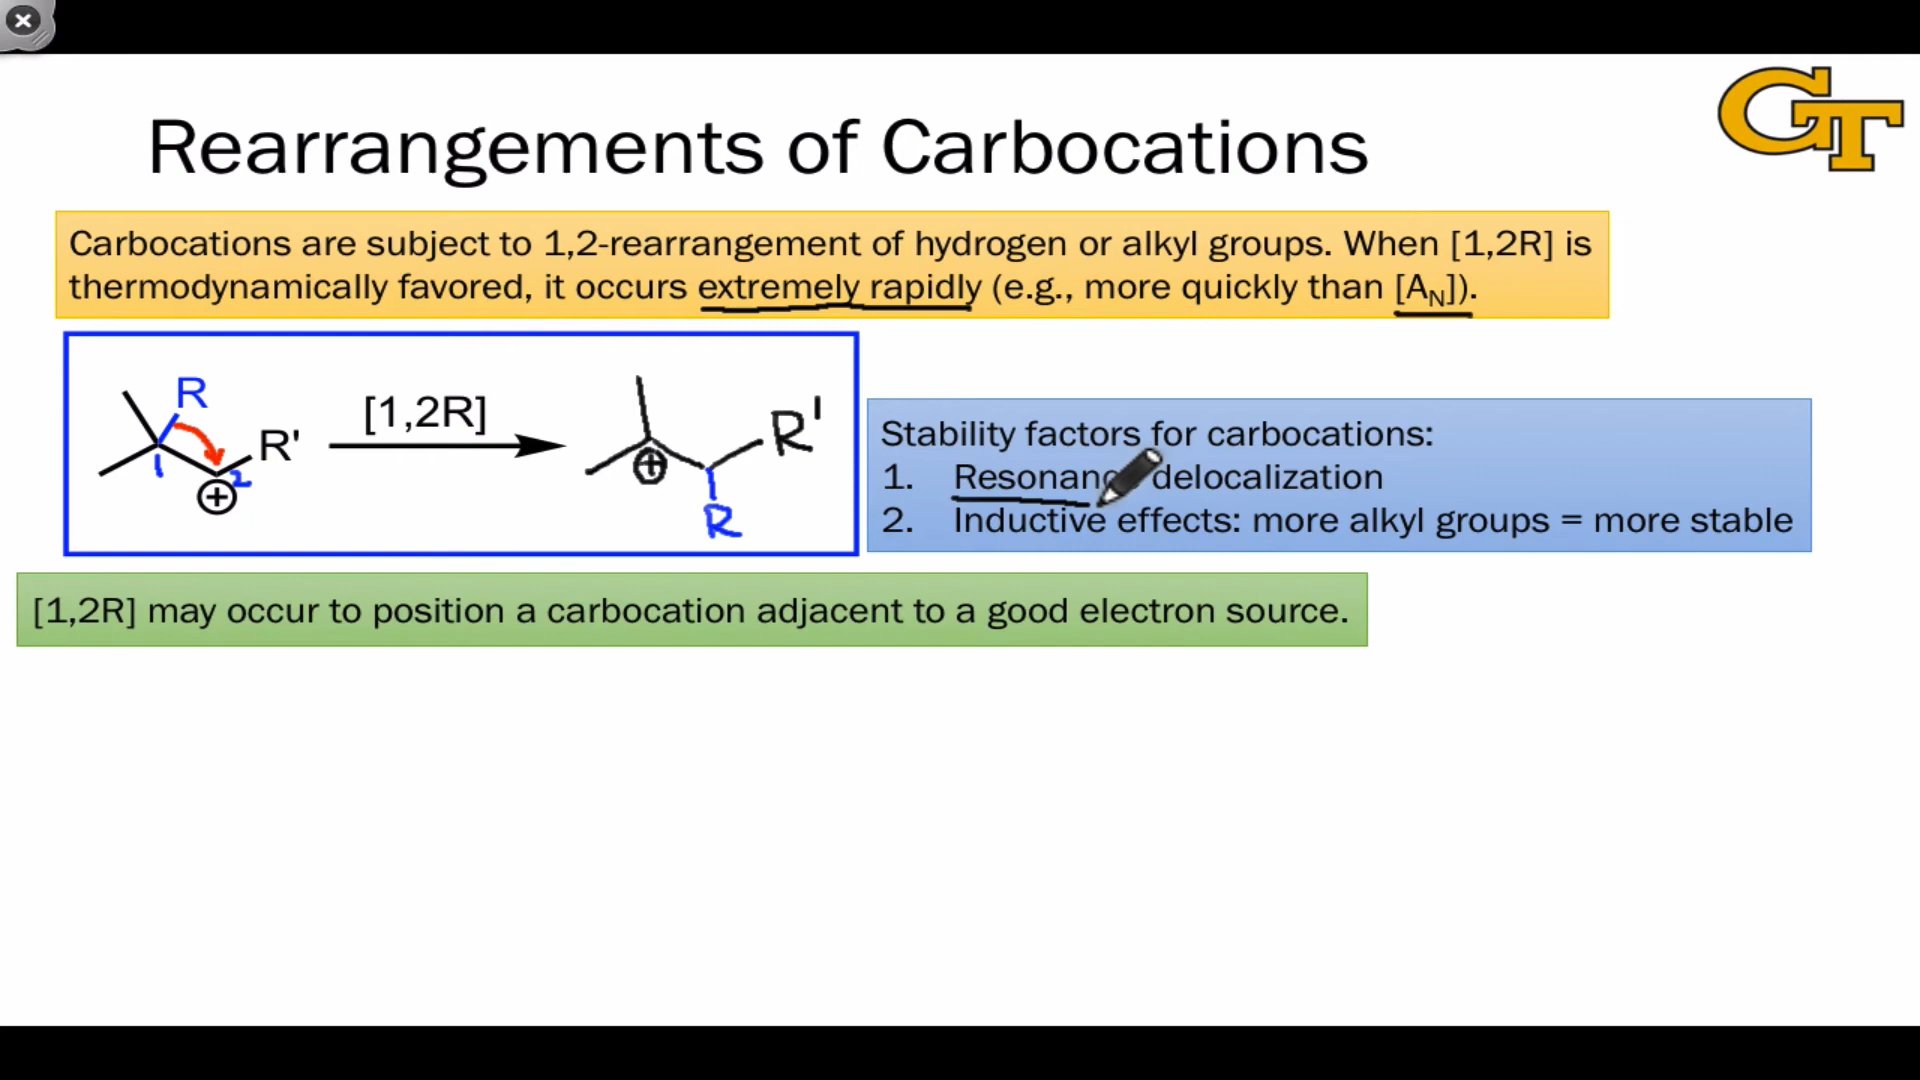 GT
Rearrangements of Carbocations
Carbocations are subject to 1,2-rearrangement of hydrogen or alkyl groups. When [1,2R] is
thermodynamically favored, it occurs extremely rapidly (e.g., more quickly than [AN]).
R
R'
1
2
+
[1,2R]
R'
+
R
Stability factors for carbocations:
1. Resonanc delocalization
2. Inductive effects: more alkyl groups = more stable
[1,2R] may occur to position a carbocation adjacent to a good electron source.